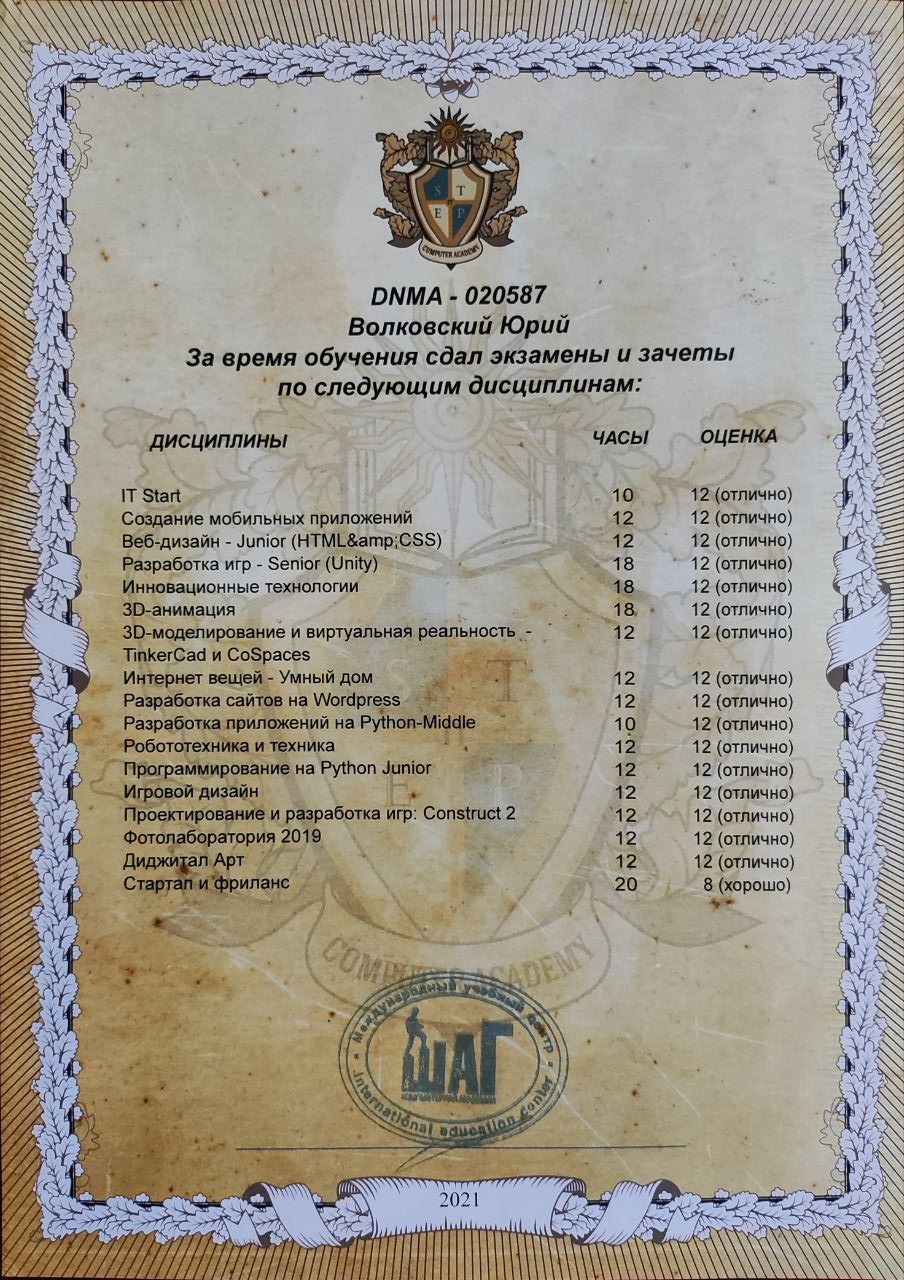 S T
IT
E P
COMPUTER ACADEMY
DNMA - 020587
Волковский Юрий
За время обучения сдал экзамены и зачеты
по следующим дисциплинам:
ДИСЦИПЛИНЫ ЧАСЫ ОЦЕНКА
IT Start 10 12 (отлично)
Создание мобильных приложений 12 12 (отлично)
Веб-дизайн - Junior (HTML&amp;CSS) 12 12 (отлично)
Разработка игр - Senior (Unity) 18 12 (отлично)
Инновационные технологии 18 12 (отлично)
3D-анимация 18 12 (отлично)
3D-моделирование и виртуальная реальность - 12 12 (отлично)
TinkerCad и CoSpaces
Интернет вещей - Умный дом 12 12 (отлично)
Разработка сайтов на Wordpress 12 12 (отлично)
Разработка приложений на Python-Middle 10 12 (отлично)
Робототехника и техника 12 12 (отлично)
Программирование на Python Junior 12 12 (отлично)
Игровой дизайн 12 12 (отлично)
Проектирование и разработка игр: Construct 2 12 12 (отлично)
Фотолаборатория 2019 12 12 (отлично)
Диджитал Арт 12 12 (отлично)
Стартап и фриланс 20 8 (хорошо)
COMPUTER ACADEMY
Международный учебный центр
ШАГ
International education center
2021